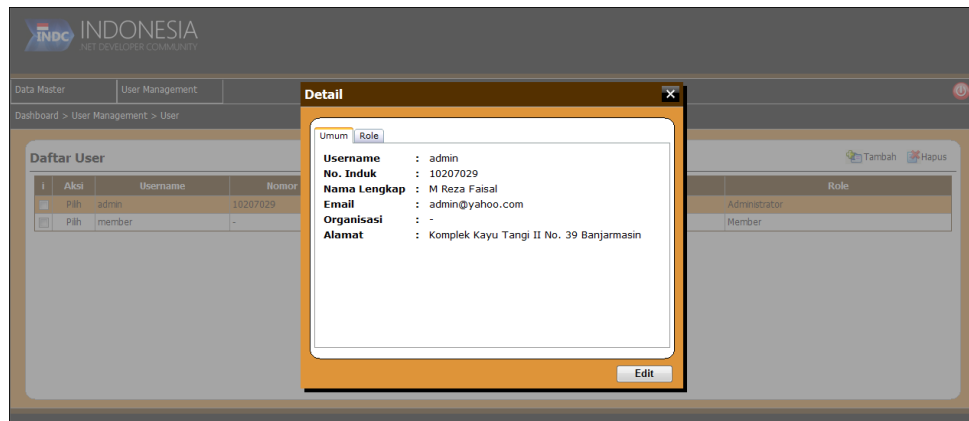 INDC INDONESIA
NET DEVELOPER COMMUNITY
Data Master User Management
Dashboard > User Management > User
Daftar User Tambah Hapus
i Aksi Username Nomor Role
Pilih admin 10207029 Administrator
Pilih member - Member
Detail
Umum Role
Username : admin
No. Induk : 10207029
Nama Lengkap : M Reza Faisal
Email : admin@yahoo.com
Organisasi : -
Alamat : Komplek Kayu Tangi II No. 39 Banjarmasin
Edit